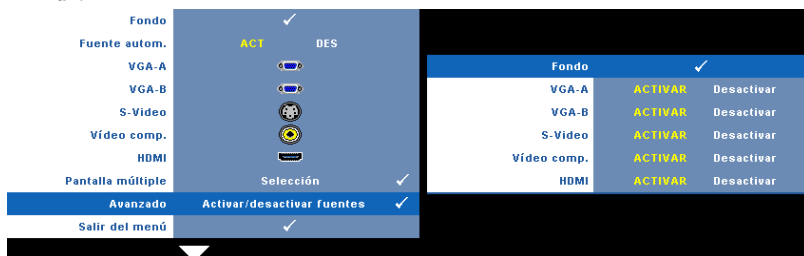 Fondo
Fuente autom. ACT DES
VGA-A
VGA-B
S-Video
Vídeo comp.
HDMI
Pantalla múltiple Selección
Avanzado Activar/desactivar fuentes
Salir del menú
Fondo
VGA-A ACTIVAR Desactivar
VGA-B ACTIVAR Desactivar
S-Video ACTIVAR Desactivar
Vídeo comp. ACTIVAR Desactivar
HDMI ACTIVAR Desactivar